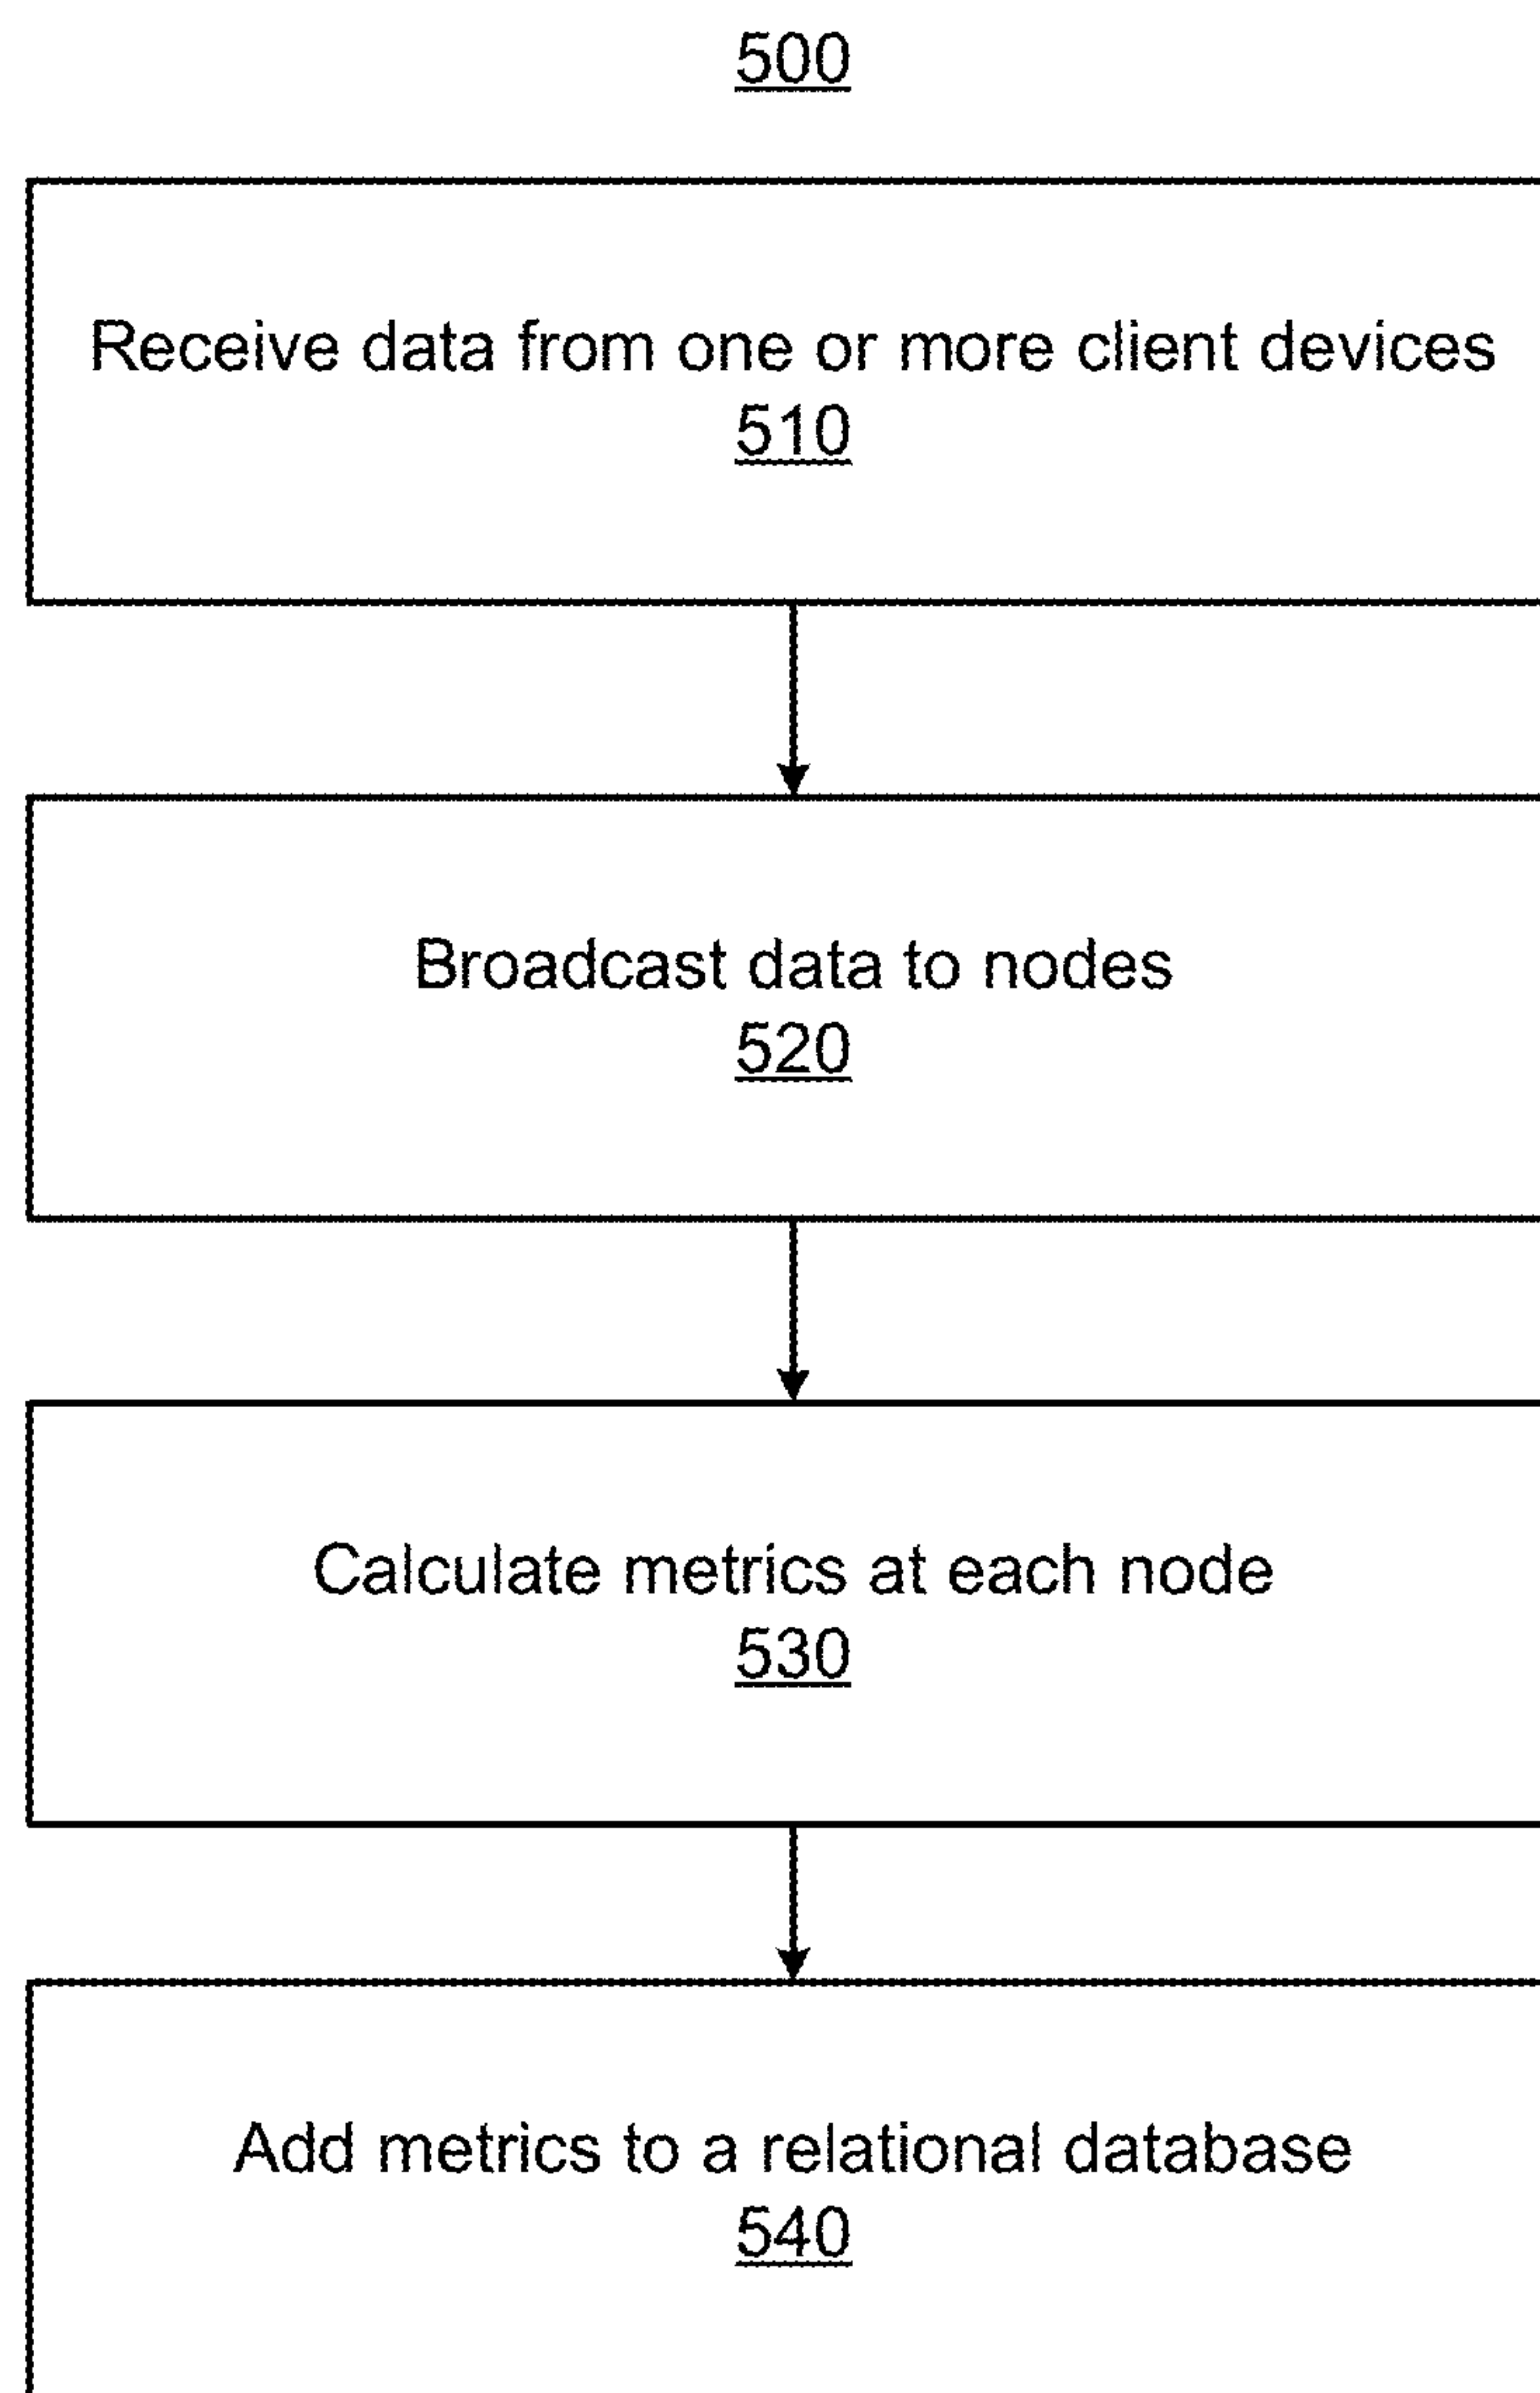 500
Receive data from one or more client devices
510
Broadcast data to nodes
520
Calculate metrics at each node
530
Add metrics to a relational database
540